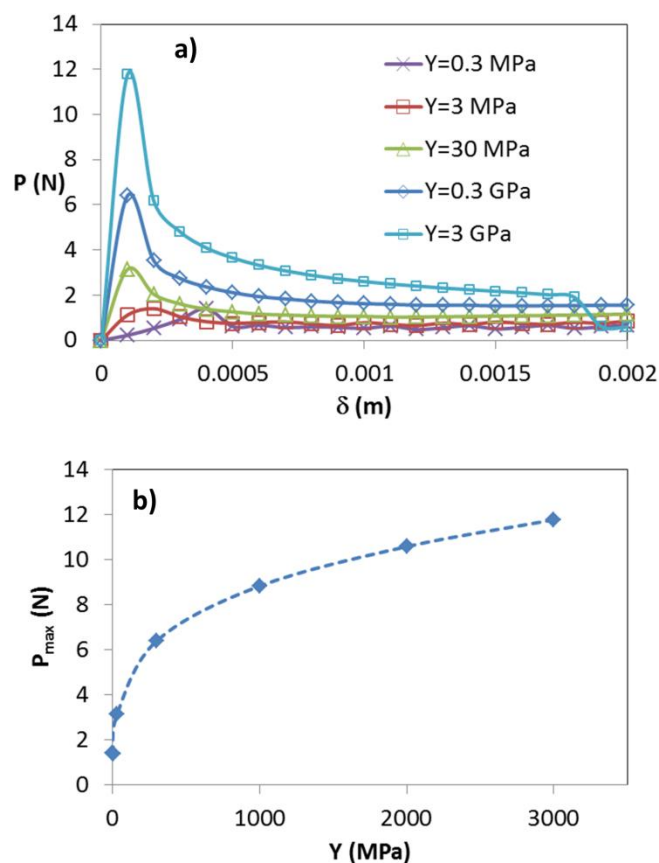 14
a)
12
10
8
6
4
2
0
P (N)
Y=0.3 MPa
Y=3 MPa
Y=30 MPa
Y=0.3 GPa
Y=3 GPa
0 0.0005 0.001 0.0015 0.002
δ (m)
14
b)
12
10
8
6
4
2
0
Pmax (N)
0 1000 2000 3000
Y (MPa)